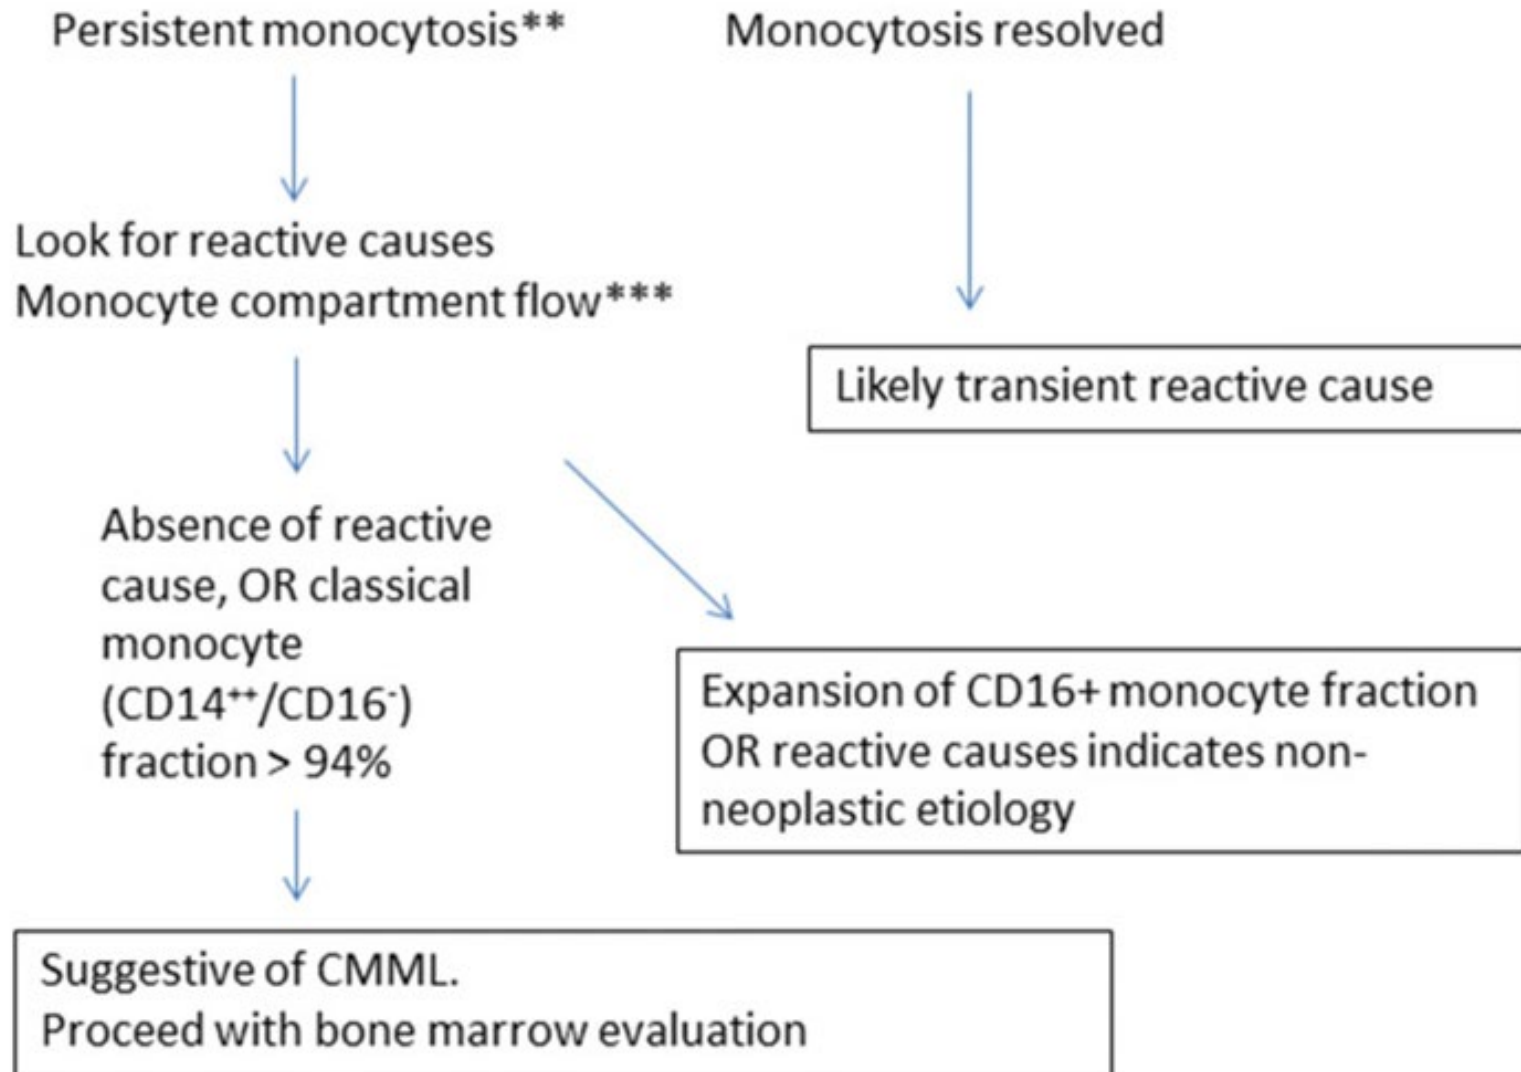 Persistent monocytosis**
Monocytosis resolved
Look for reactive causes
Monocyte compartment flow***
Likely transient reactive cause
Absence of reactive
cause, OR classical
monocyte
(CD14⁺⁺/CD16⁻)
fraction > 94%
Expansion of CD16+ monocyte fraction
OR reactive causes indicates non-
neoplastic etiology
Suggestive of CMML.
Proceed with bone marrow evaluation